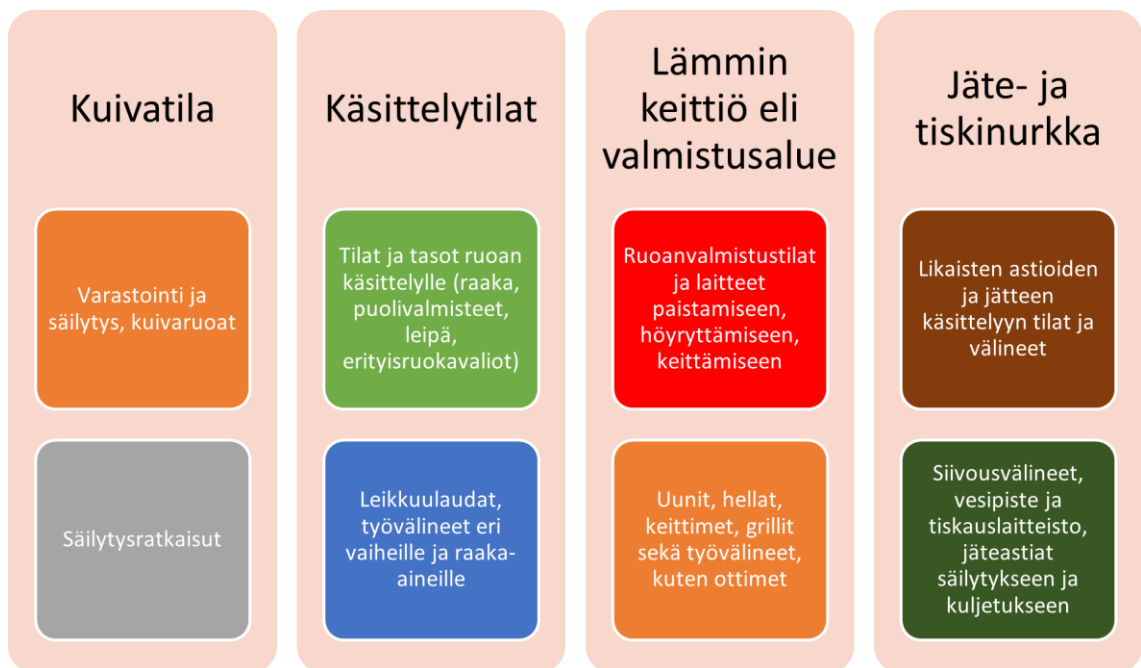 Kuivatila
Varastointi ja
säilytys, kuivaruoat
Säilytysratkaisut
Käsittelytilat
Tilat ja tasot ruoan
käsittelylle (raaka,
puolivalmisteet,
leipä,
erityisruokavaliot)
Leikkuulaudat,
työvälineet eri
vaiheille ja raaka-
aineille
Lämmin
keittiö eli
valmistusalue
Ruoanvalmistustilat
ja laitteet
paistamiseen,
höyryttämiseen,
keittämiseen
Uunit, hellat,
keittimet, grillit
sekä työvälineet,
kuten ottimet
Jäte- ja
tiskinurkka
Likaisten astioiden
ja jätteen
käsittelyyn tilat ja
välineet
Siivousvälineet,
vesipiste ja
tiskauslaitteisto,
jäteastiat
säilytykseen ja
kuljetukseen